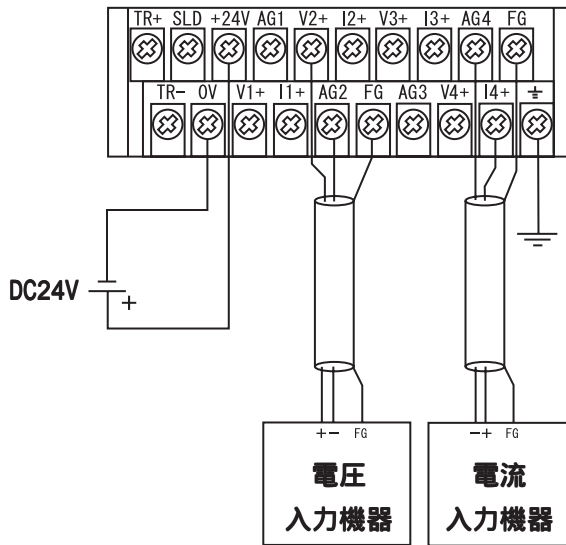 TR+ SLD +24V AG1 V2+ I2+ V3+ I3+ AG4 FG
TR- 0V V1+ I1+ AG2 FG AG3 V4+ I4+
DC24V
+
+- FG
-+ FG
電圧
入力機器
電流
入力機器